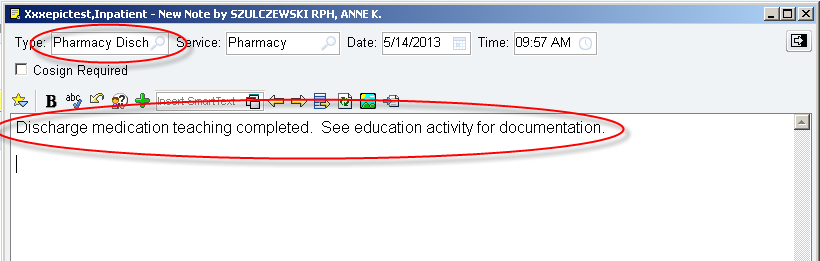 Xxxepictest,Inpatient - New Note by SZULCZEWSKI RPH, ANNE K.
Type: Pharmacy Disch Service: Pharmacy Date: 5/14/2013 Time: 09:57 AM
Cosign Required
B abc Insert SmartText
Discharge medication teaching completed. See education activity for documentation.